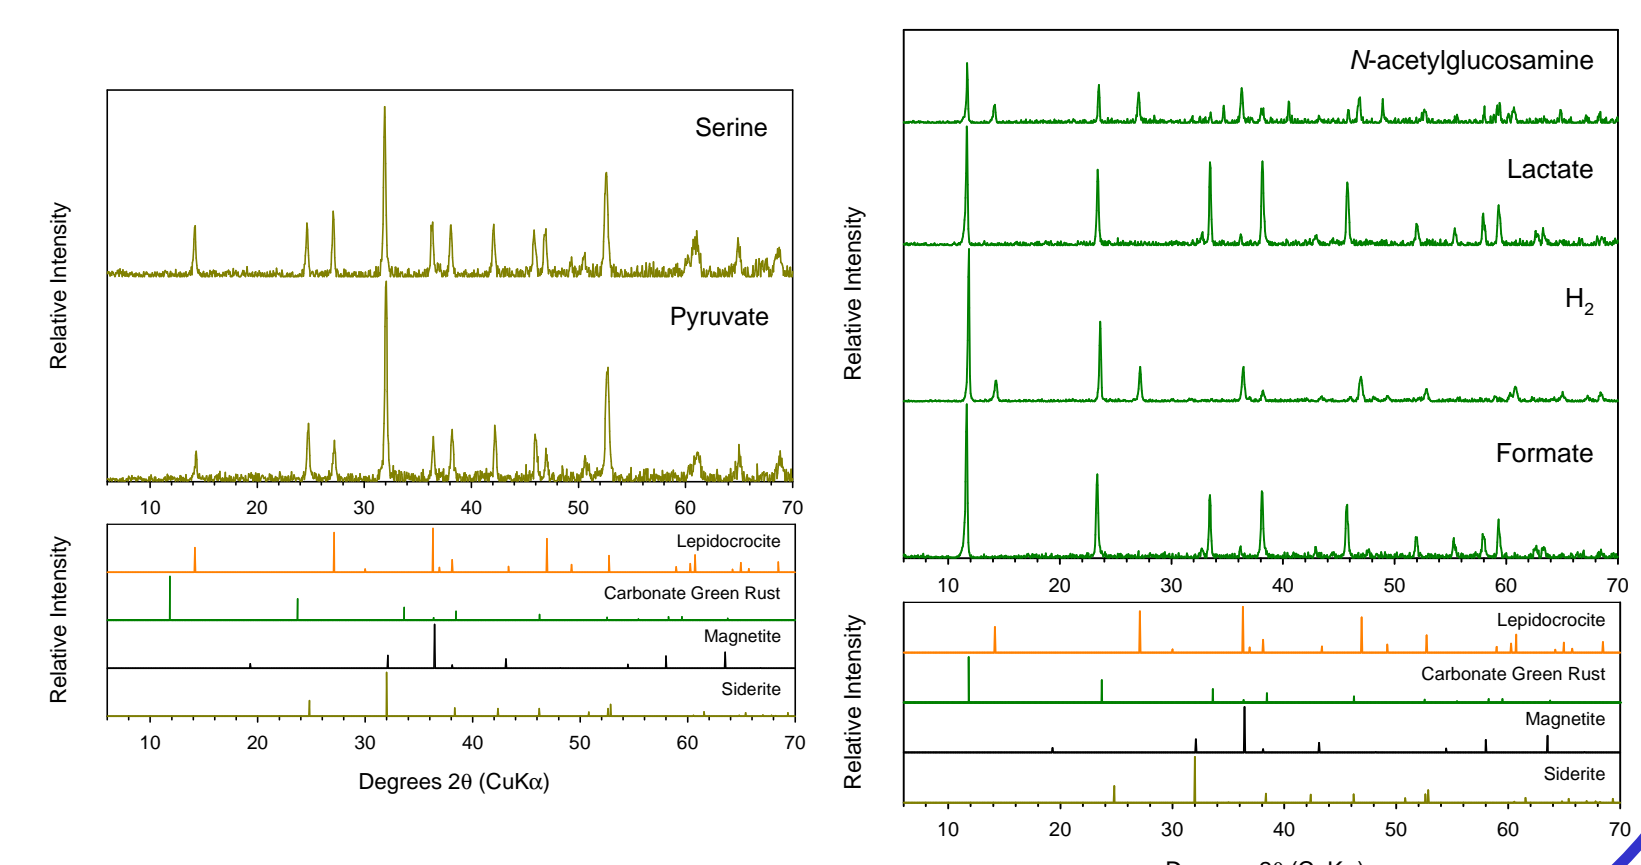 Serine
Pyruvate
Relative Intensity
10 20 30 40 50 60 70
Lepidocrocite
Carbonate Green Rust
Magnetite
Siderite
Relative Intensity
10 20 30 40 50 60 70
Degrees 2θ (CuKα)
N-acetylglucosamine
Lactate
H2
Formate
Relative Intensity
10 20 30 40 50 60 70
Lepidocrocite
Carbonate Green Rust
Magnetite
Siderite
Relative Intensity
10 20 30 40 50 60 70